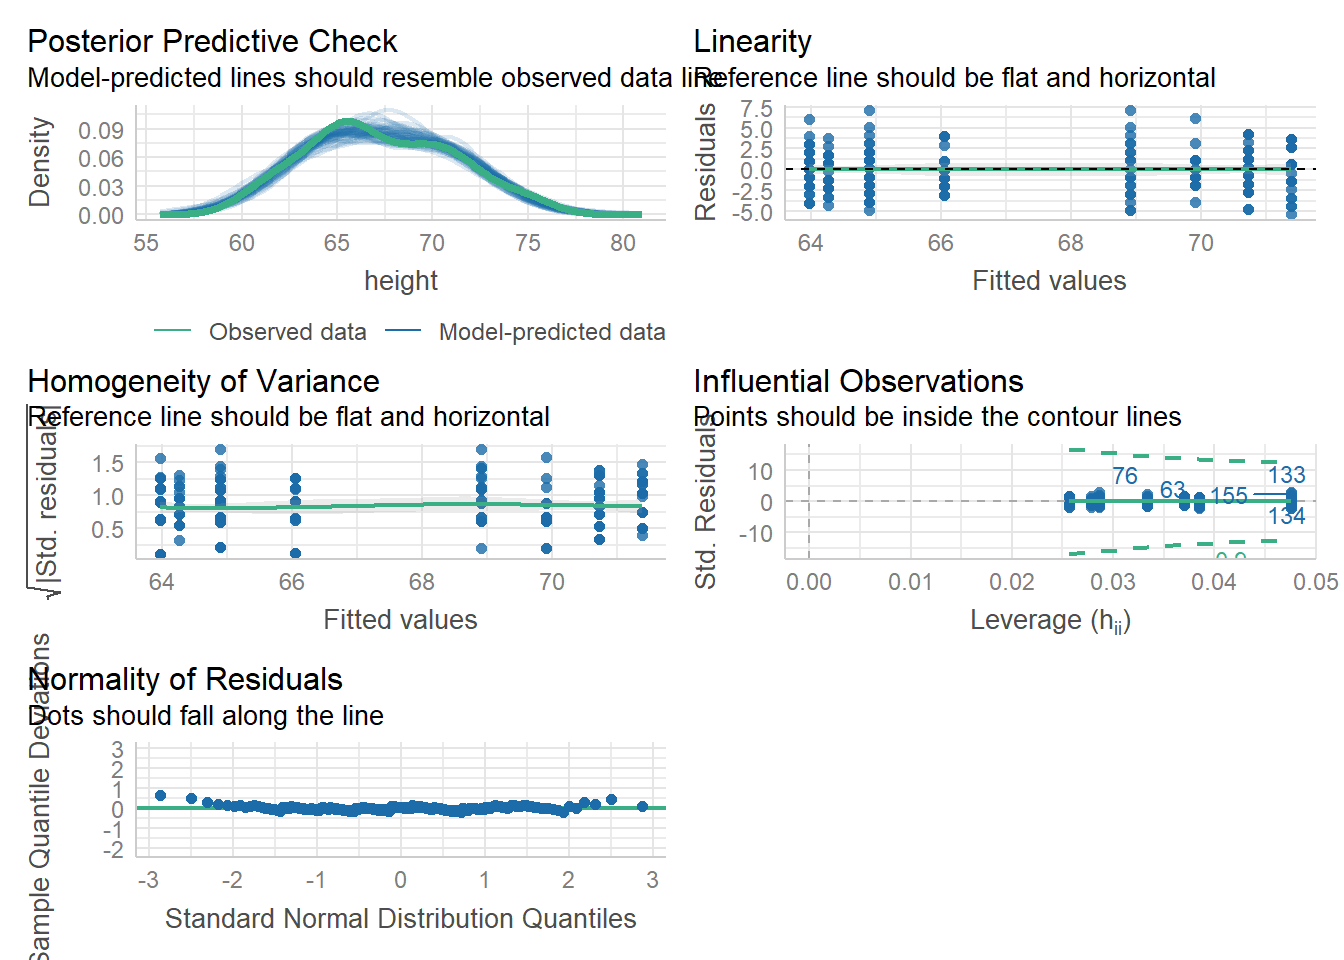 Posterior Predictive Check
Model-predicted lines should resemble observed data line
Density
0.09
0.06
0.03
0.00
55 60 65 70 75 80
height
Observed data Model-predicted data
Linearity
Reference line should be flat and horizontal
Residuals
7.5
5.0
2.5
0.0
-2.5
-5.0
64 66 68 70
Fitted values
Homogeneity of Variance
Reference line should be flat and horizontal
√|Std. residuals|
1.5
1.0
0.5
64 66 68 70
Fitted values
Influential Observations
Points should be inside the contour lines
Std. Residuals
10
0
-10
76
63
155
133
134
0.9
0.00 0.01 0.02 0.03 0.04 0.05
Leverage (hii)
Normality of Residuals
Dots should fall along the line
Sample Quantile Deviations
3
2
1
0
-1
-2
-3 -2 -1 0 1 2 3
Standard Normal Distribution Quantiles